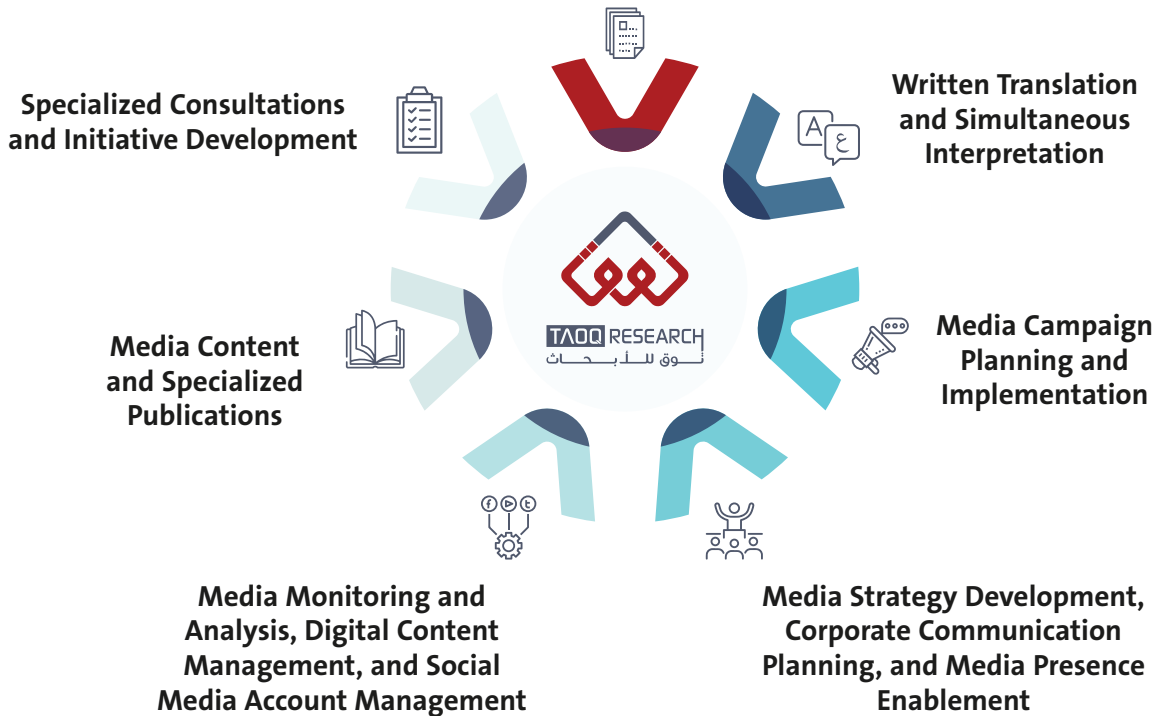 Specialized Consultations
and Initiative Development
Written Translation
and Simultaneous
Interpretation
A
ع
TAOQ RESEARCH
توق للأبحاث
Media Content
and Specialized
Publications
Media Campaign
Planning and
Implementation
Media Monitoring and
Analysis, Digital Content
Management, and Social
Media Account Management
Media Strategy Development,
Corporate Communication
Planning, and Media Presence
Enablement